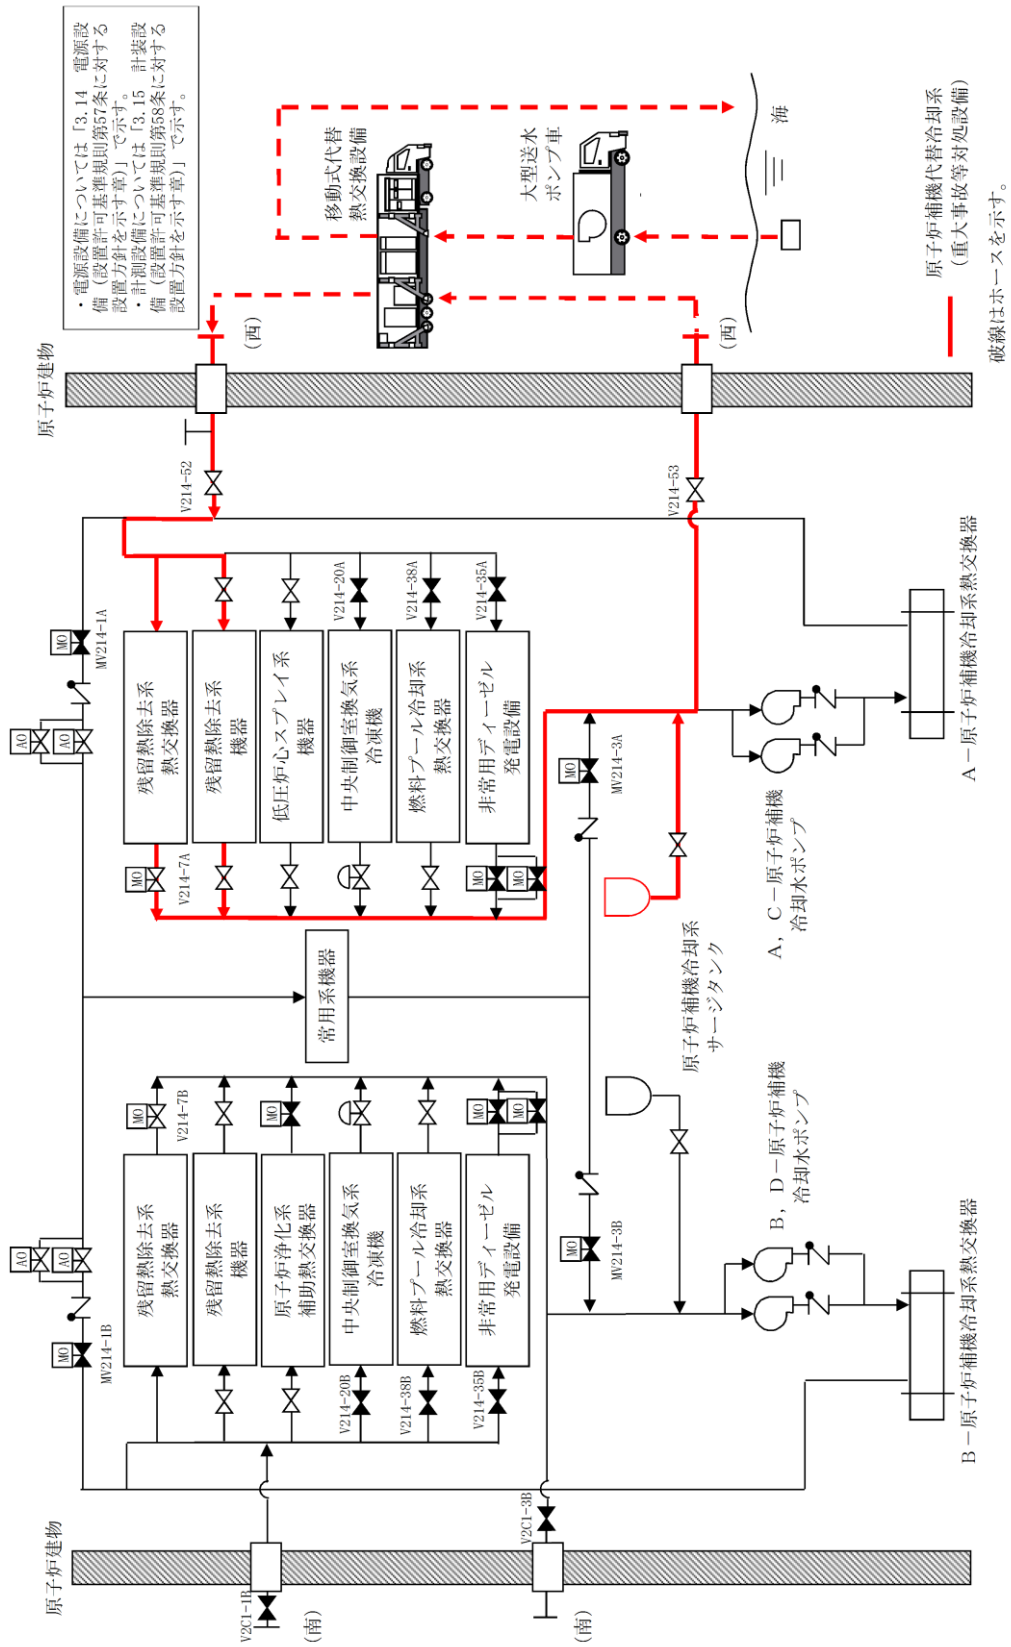 ・電源設備については「3.14　電源設
備（設置許可基準規則第57条に対する
設置方針を示す章）」で示す。
・計測設備については「3.15　計装設
備（設置許可基準規則第58条に対する
設置方針を示す章）」で示す。
原子炉建物
原子炉建物
V2C1-1B
(南)
V2C1-3B
(南)
AO
AO
MO
MV214-1B
AO
AO
MO
MV214-1A
残留熱除去系
熱交換器
残留熱除去系
機器
原子炉浄化系
補助熱交換器
中央制御室換気系
冷凍機
燃料プール冷却系
熱交換器
非常用ディーゼル
発電設備
MO
V214-7B
MO
MO
MO
V214-20B
V214-38B
V214-35B
常用系機器
残留熱除去系
熱交換器
残留熱除去系
機器
低圧炉心スプレイ系
機器
中央制御室換気系
冷凍機
燃料プール冷却系
熱交換器
非常用ディーゼル
発電設備
MO
V214-7A
MO
MO
V214-20A
V214-38A
V214-35A
V214-52
V214-53
(西)
(西)
移動式代替
熱交換設備
大型送水
ポンプ車
海
MO
MV214-3B
MO
MV214-3A
原子炉補機冷却系
サージタンク
B，D－原子炉補機
冷却水ポンプ
A，C－原子炉補機
冷却水ポンプ
B－原子炉補機冷却系熱交換器
A－原子炉補機冷却系熱交換器
原子炉補機代替冷却系
（重大事故等対処設備）
破線はホースを示す。